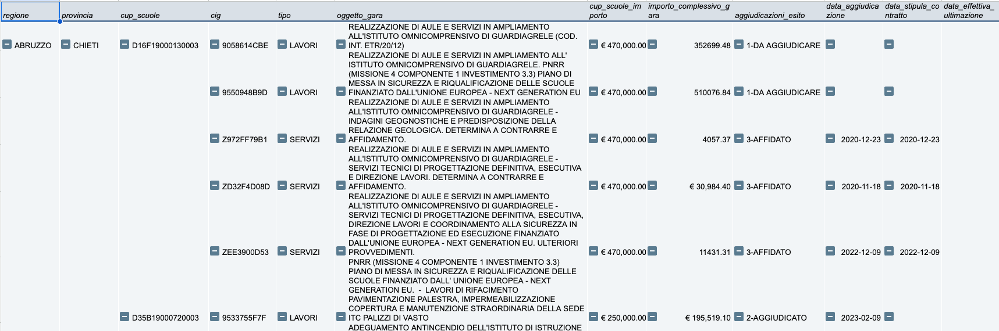 regione provincia cup_scuole cig tipo oggetto_gara cup_scuole_im importo_complessivo_g aggiudicazioni_esito data_aggiudica data_stipula_co data_effettiva_
porto ara zione ntratto ultimazione
REALIZZAZIONE DI AULE E SERVIZI IN AMPLIAMENTO
ALL'ISTITUTO OMNICOMPRENSIVO DI GUARDIAGRELE (COD.
ABRUZZO CHIETI D16F19000130003 9058614CBE LAVORI INT. ETR/20/12) € 470,000.00 352699.48 1-DA AGGIUDICARE
REALIZZAZIONE DI AULE E SERVIZI IN AMPLIAMENTO ALL'
ISTITUTO OMNICOMPRENSIVO DI GUARDIAGRELE. PNRR
(MISSIONE 4 COMPONENTE 1 INVESTIMENTO 3.3) PIANO DI
MESSA IN SICUREZZA E RIQUALIFICAZIONE DELLE SCUOLE
9550948B9D LAVORI FINANZIATO DALL'UNIONE EUROPEA - NEXT GENERATION EU € 470,000.00 510076.84 1-DA AGGIUDICARE
REALIZZAZIONE DI AULE E SERVIZI IN AMPLIAMENTO
ALL'ISTITUTO OMNICOMPRENSIVO DI GUARDIAGRELE -
INDAGINI GEOGNOSTICHE E PREDISPOSIZIONE DELLA
RELAZIONE GEOLOGICA. DETERMINA A CONTRARRE E
Z972FF79B1 SERVIZI AFFIDAMENTO. € 470,000.00 4057.37 3-AFFIDATO 2020-12-23 2020-12-23
REALIZZAZIONE DI AULE E SERVIZI IN AMPLIAMENTO
ALL'ISTITUTO OMNICOMPRENSIVO DI GUARDIAGRELE -
SERVIZI TECNICI DI PROGETTAZIONE DEFINITIVA, ESECUTIVA
E DIREZIONE LAVORI. DETERMINA A CONTRARRE E
ZD32F4D08D SERVIZI AFFIDAMENTO. € 470,000.00 € 30,984.40 3-AFFIDATO 2020-11-18 2020-11-18
REALIZZAZIONE DI AULE E SERVIZI IN AMPLIAMENTO
ALL'ISTITUTO OMNICOMPRENSIVO DI GUARDIAGRELE -
SERVIZI TECNICI DI PROGETTAZIONE DEFINITIVA, ESECUTIVA,
DIREZIONE LAVORI E COORDINAMENTO ALLA SICUREZZA IN
FASE DI PROGETTAZIONE ED ESECUZIONE FINANZIATO
DALL'UNIONE EUROPEA - NEXT GENERATION EU. ULTERIORI
ZEE3900D53 SERVIZI PROVVEDIMENTI. € 470,000.00 11431.31 3-AFFIDATO 2022-12-09 2022-12-09
PNRR (MISSIONE 4 COMPONENTE 1 INVESTIMENTO 3.3)
PIANO DI MESSA IN SICUREZZA E RIQUALIFICAZIONE DELLE
SCUOLE FINANZIATO DALL' UNIONE EUROPEA - NEXT
GENERATION EU. - LAVORI DI RIFACIMENTO
PAVIMENTAZIONE PALESTRA, IMPERMEABILIZZAZIONE
COPERTURA E MANUTENZIONE STRAORDINARIA DELLA SEDE
D35B19000720003 9533755F7F LAVORI ITC PALIZZI DI VASTO € 250,000.00 € 195,519.10 2-AGGIUDICATO 2023-02-09
ADEGUAMENTO ANTINCENDIO DELL'ISTITUTO DI ISTRUZIONE